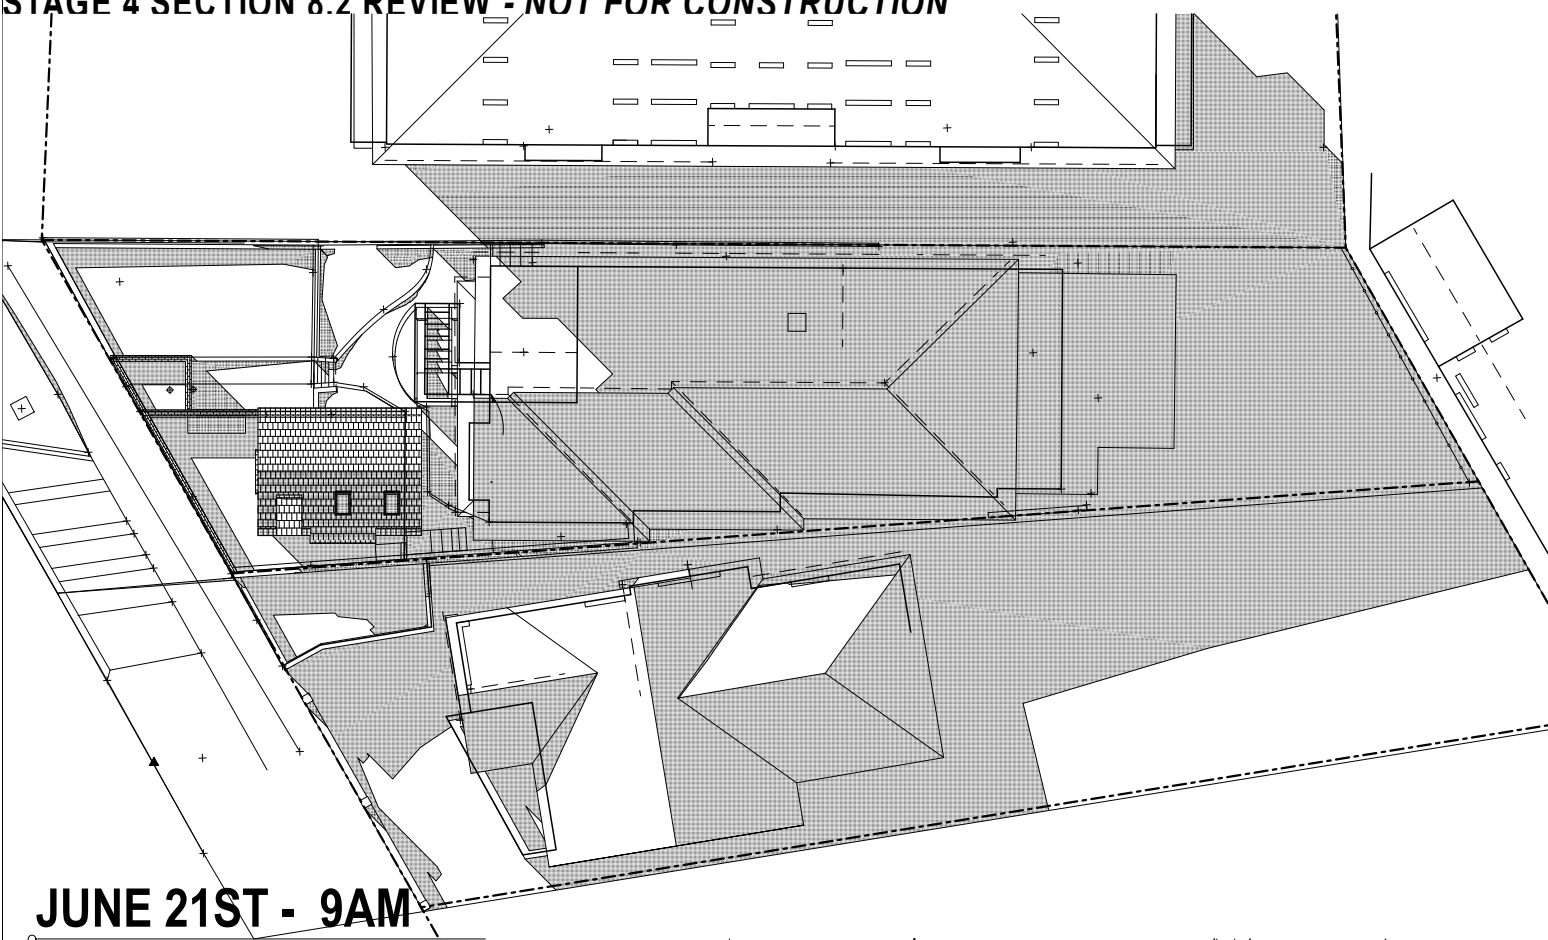 STAGE 4 SECTION 8.2 REVIEW - NOT FOR CONSTRUCTION
JUNE 21ST - 9AM